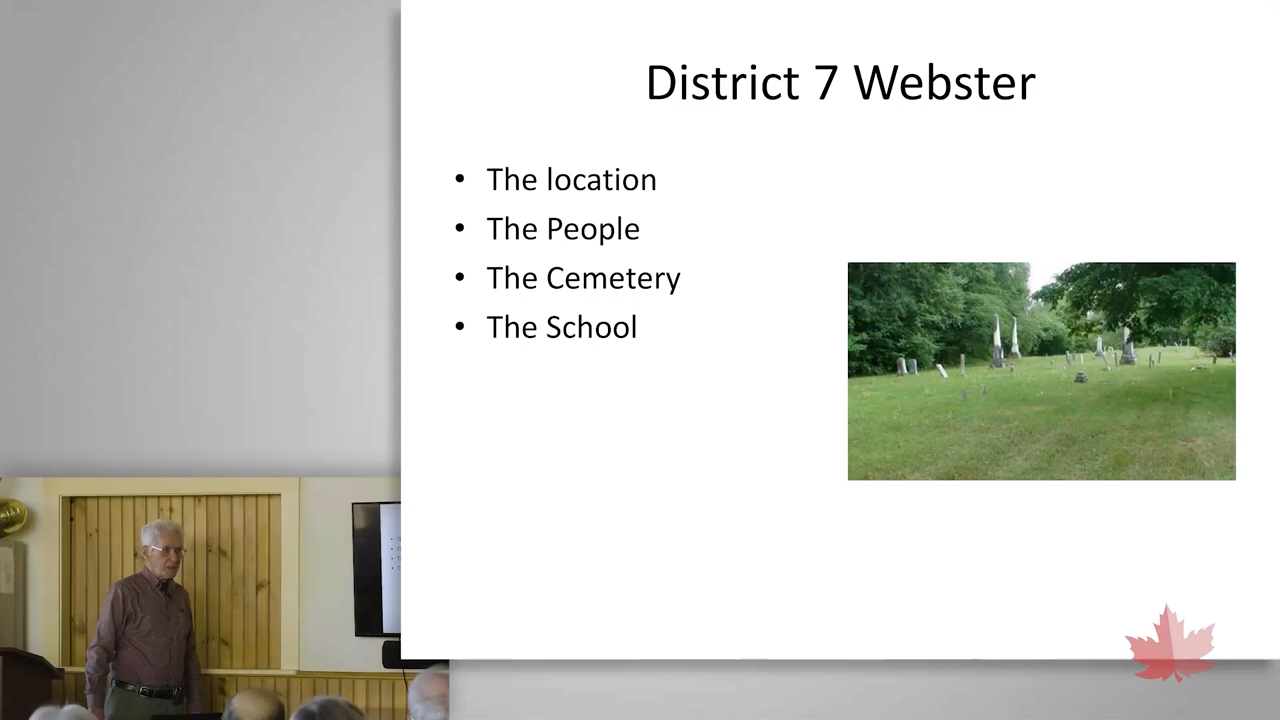 District 7 Webster
• The location
• The People
• The Cemetery
• The School